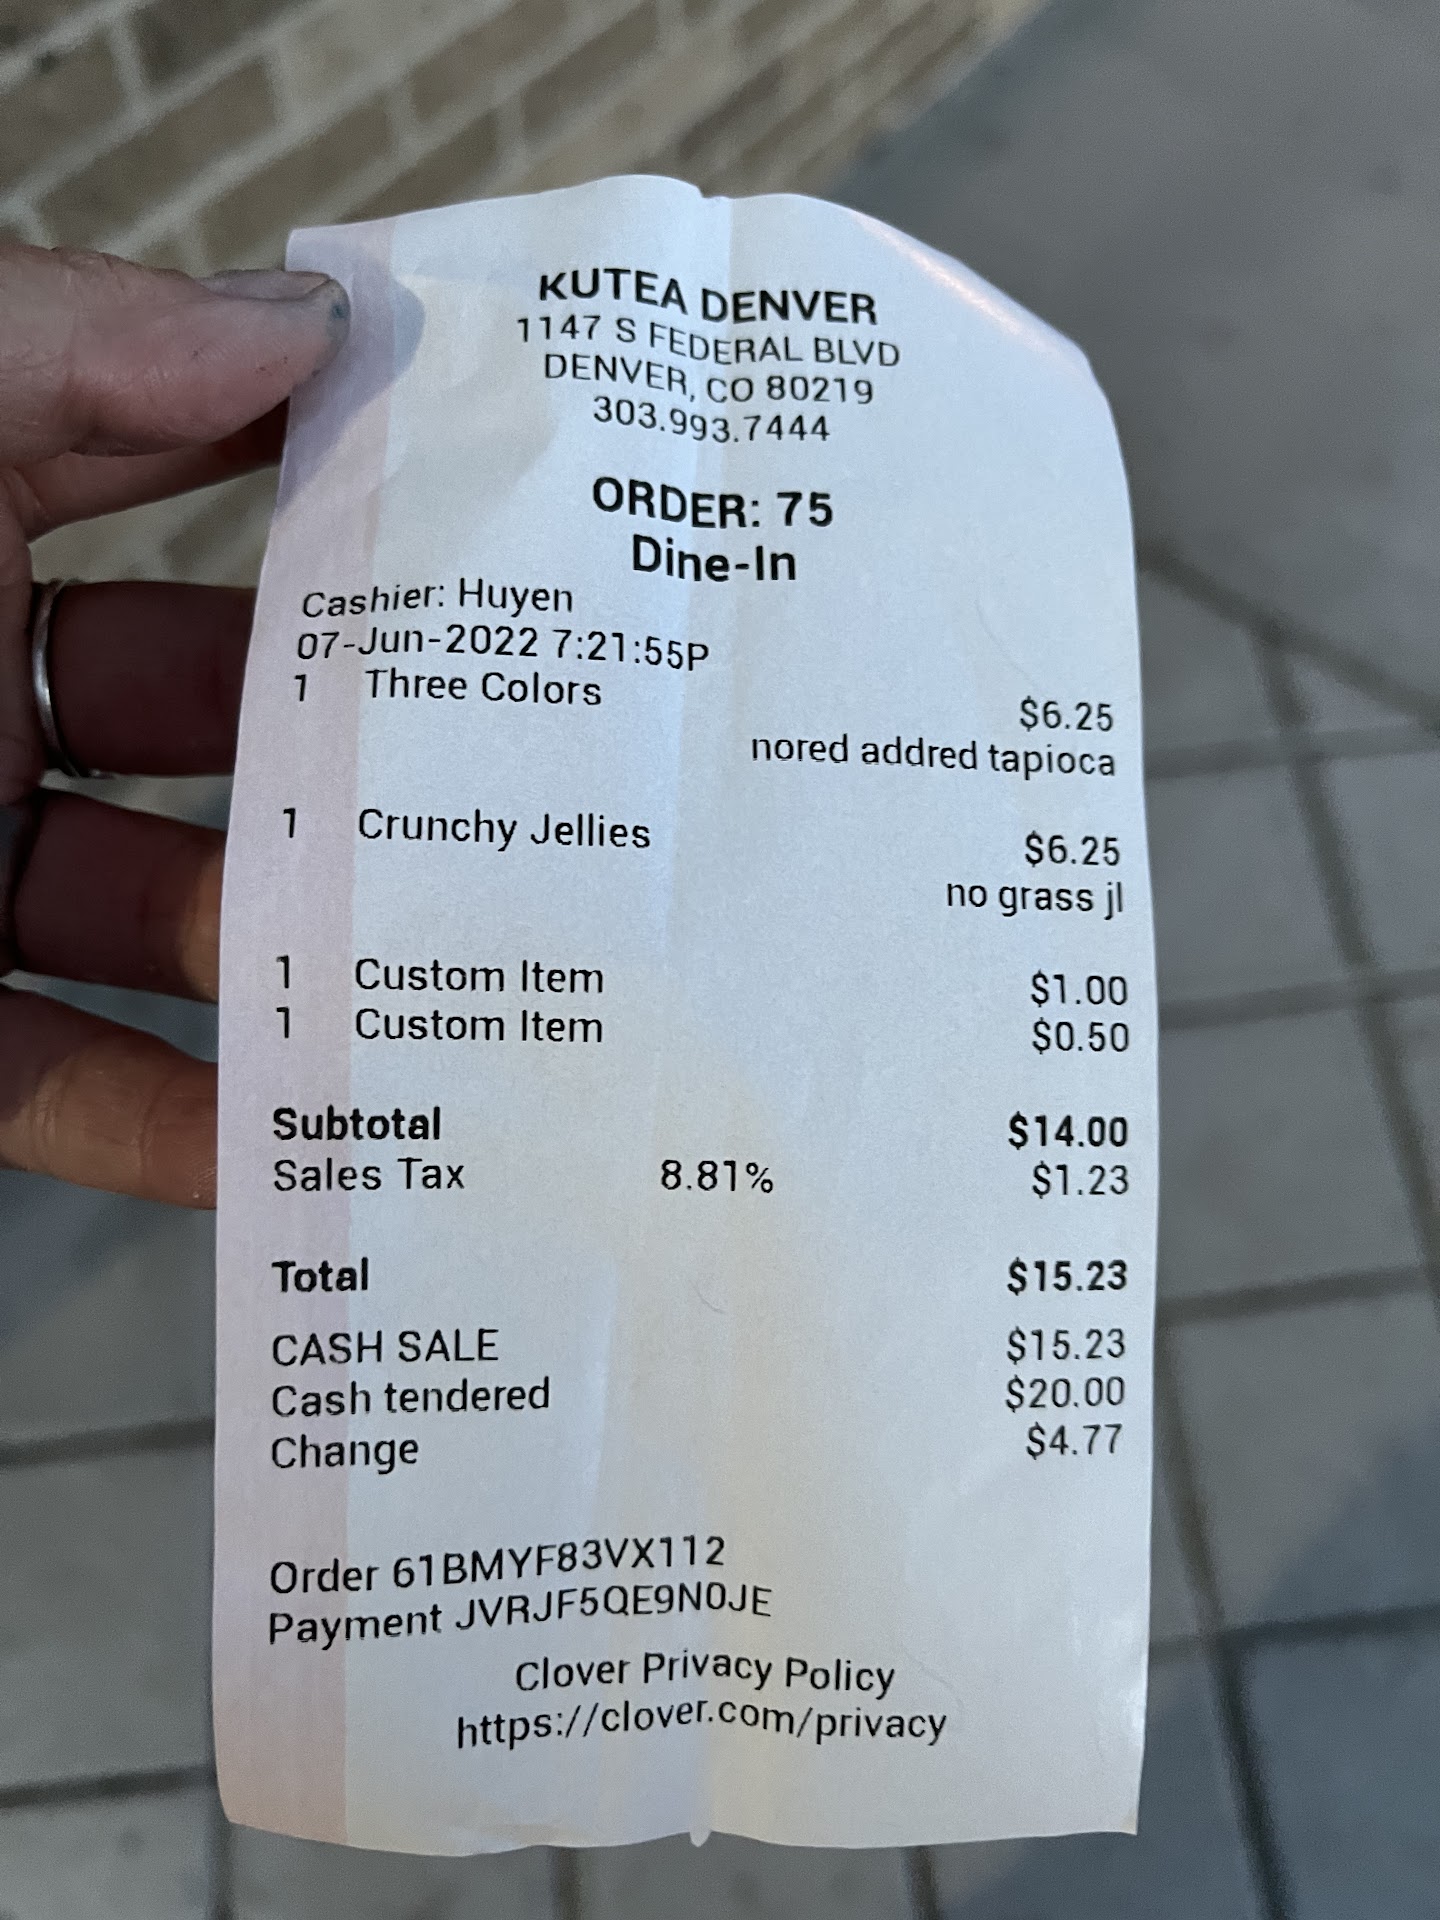 KUTEA DENVER
1147 S FEDERAL BLVD
DENVER, CO 80219
303.993.7444
ORDER: 75
Dine-In
Cashier: Huyen
07-Jun-2022 7:21:55P
1 Three Colors $6.25
nored addred tapioca
1 Crunchy Jellies $6.25
no grass jl
1 Custom Item $1.00
1 Custom Item $0.50
Subtotal $14.00
Sales Tax 8.81% $1.23
Total $15.23
CASH SALE $15.23
Cash tendered $20.00
Change $4.77
Order 61BMYF83VX112
Payment JVRJF5QE9N0JE
Clover Privacy Policy
https://clover.com/privacy